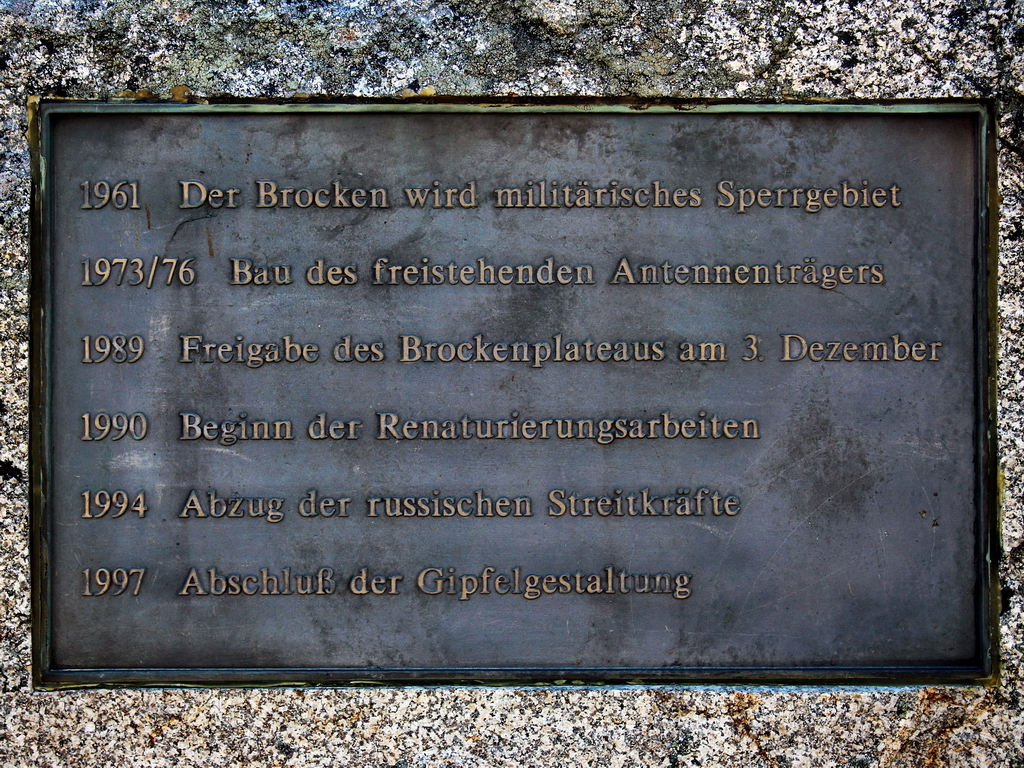 1961 Der Brocken wird militärisches Sperrgebiet
1973/76 Bau des freistehenden Antennenträgers
1989 Freigabe des Brockenplateaus am 3. Dezember
1990 Beginn der Renaturierungsarbeiten
1994 Abzug der russischen Streitkräfte
1997 Abschluß der Gipfelgestaltung